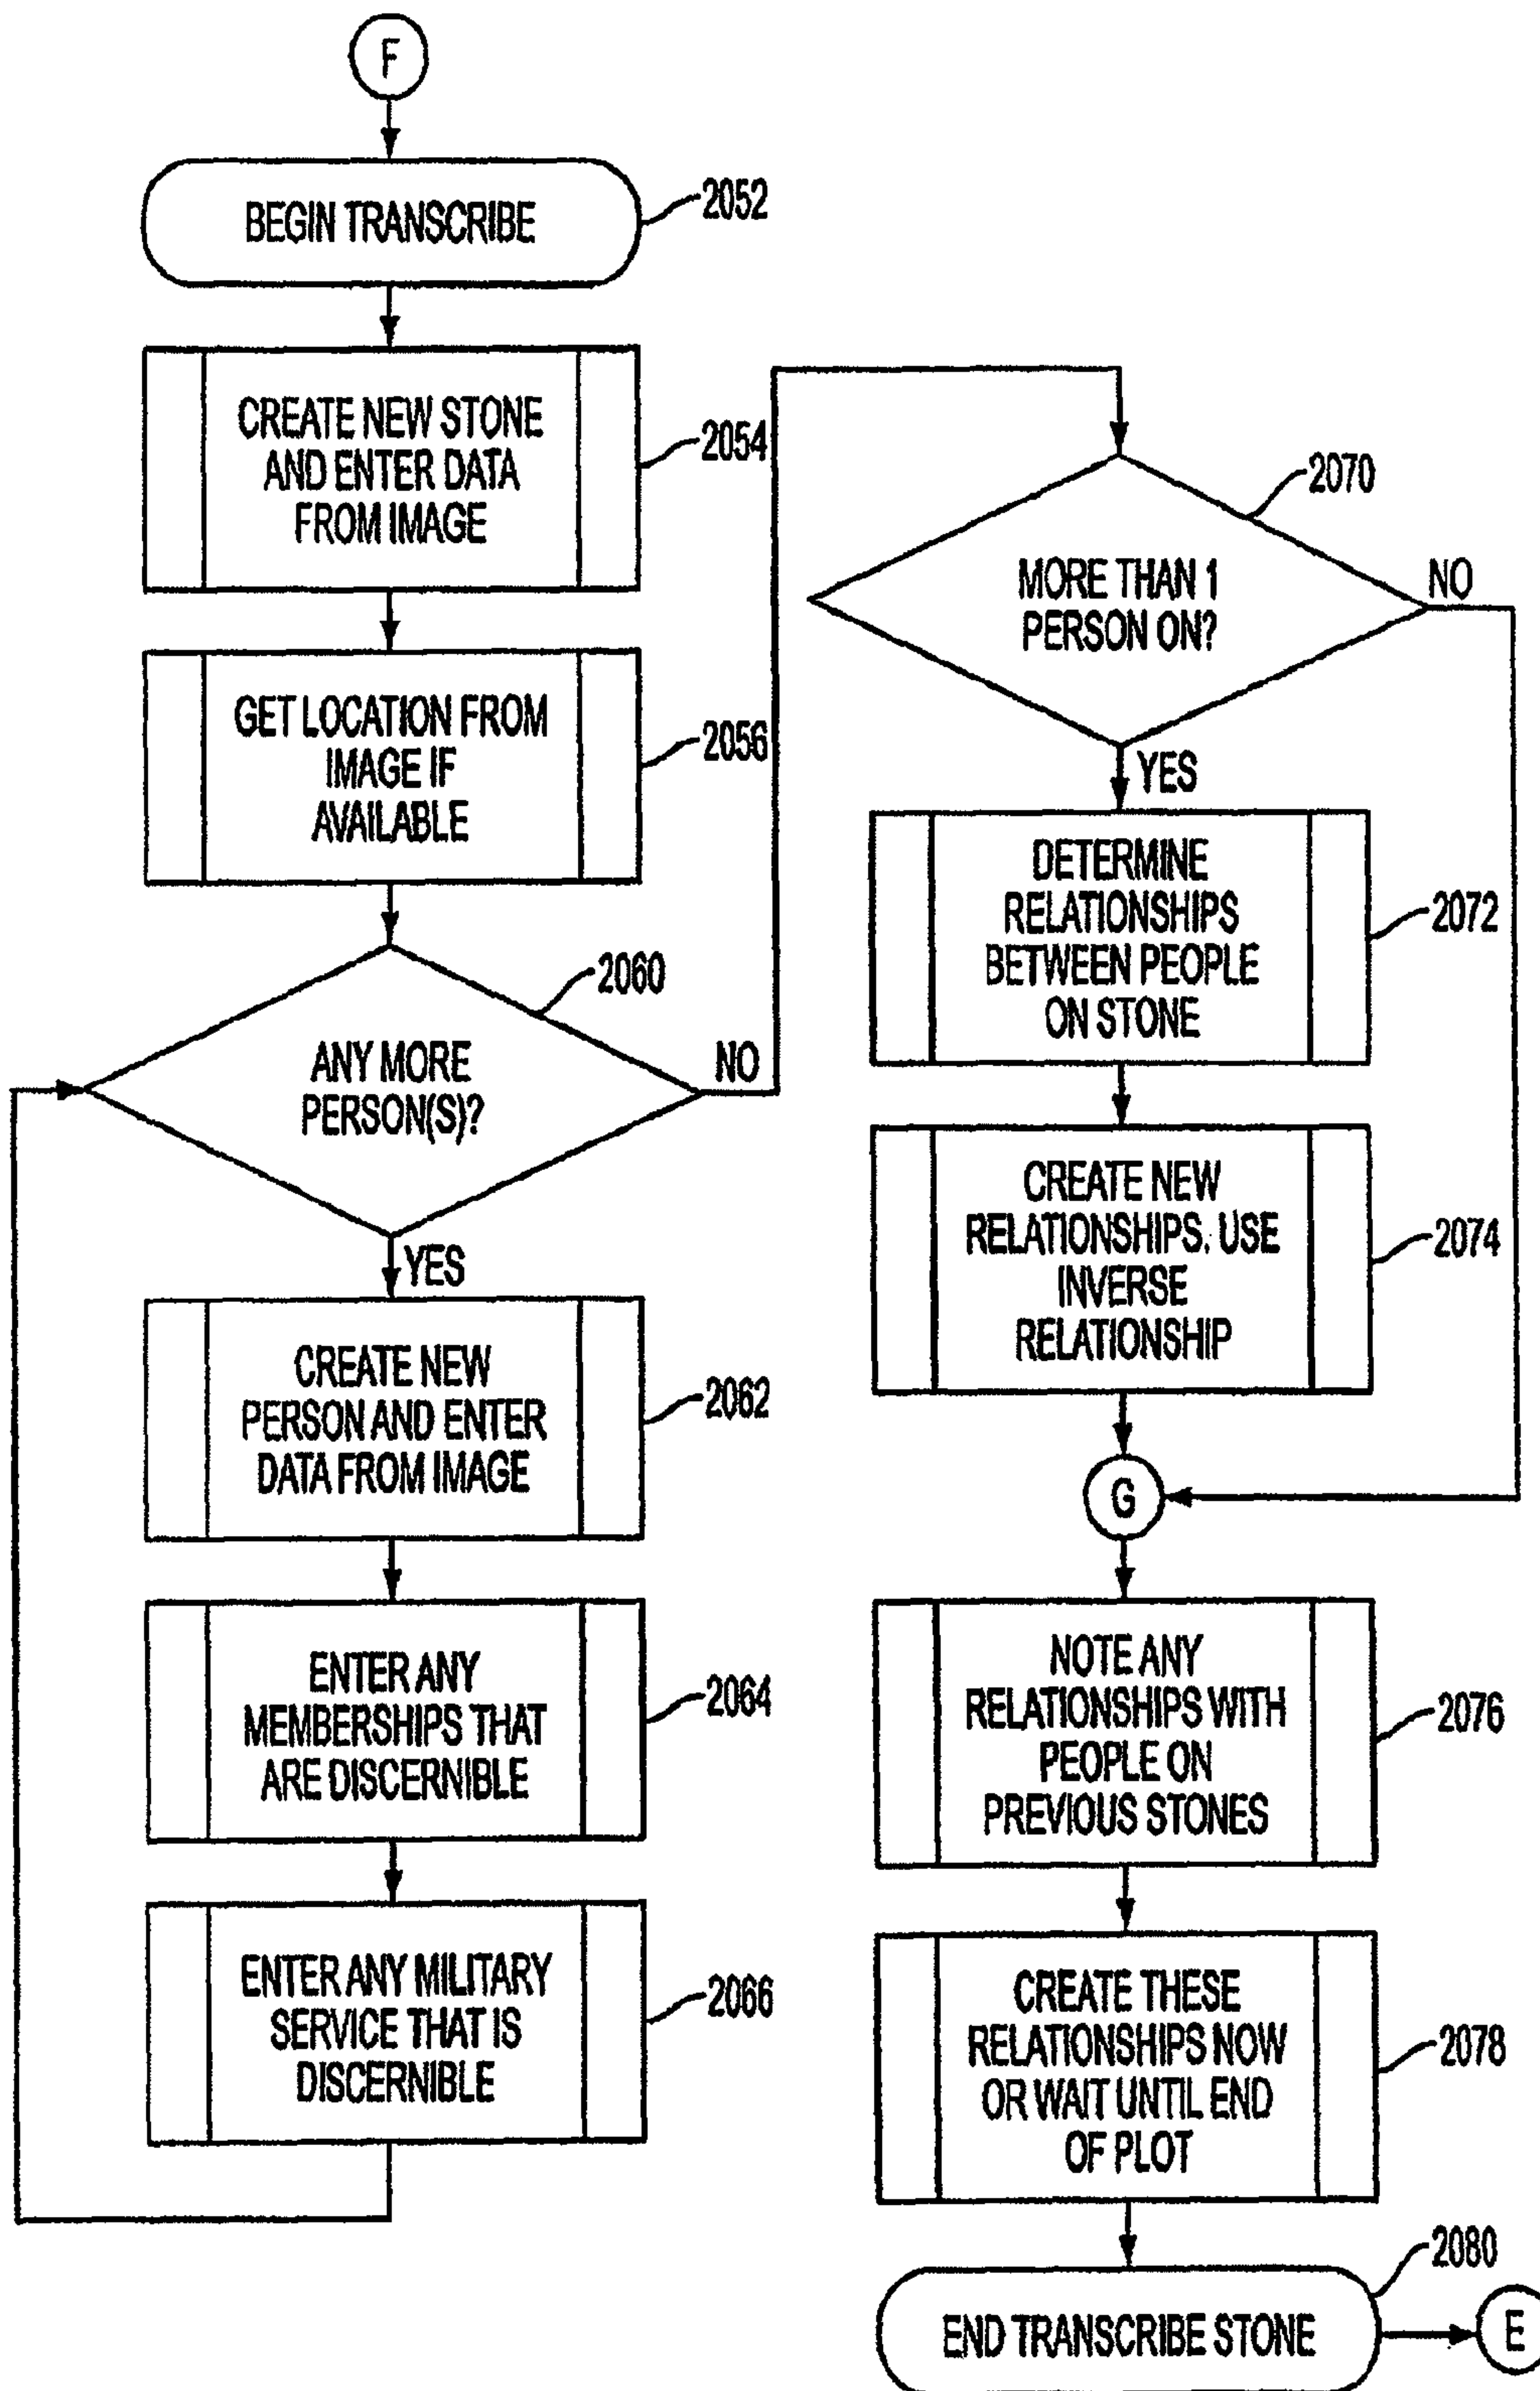 F
BEGIN TRANSCRIBE
2052
CREATE NEW STONE
AND ENTER DATA
FROM IMAGE
2054
GET LOCATION FROM
IMAGE IF
AVAILABLE
2056
ANY MORE
PERSON(S)?
2060
NO
YES
CREATE NEW
PERSON AND ENTER
DATA FROM IMAGE
2062
ENTER ANY
MEMBERSHIPS THAT
ARE DISCERNIBLE
2064
ENTER ANY MILITARY
SERVICE THAT IS
DISCERNIBLE
2066
MORE THAN 1
PERSON ON?
2070
NO
YES
DETERMINE
RELATIONSHIPS
BETWEEN PEOPLE
ON STONE
2072
CREATE NEW
RELATIONSHIPS. USE
INVERSE
RELATIONSHIP
2074
G
NOTE ANY
RELATIONSHIPS WITH
PEOPLE ON
PREVIOUS STONES
2076
CREATE THESE
RELATIONSHIPS NOW
OR WAIT UNTIL END
OF PLOT
2078
END TRANSCRIBE STONE
2080
E